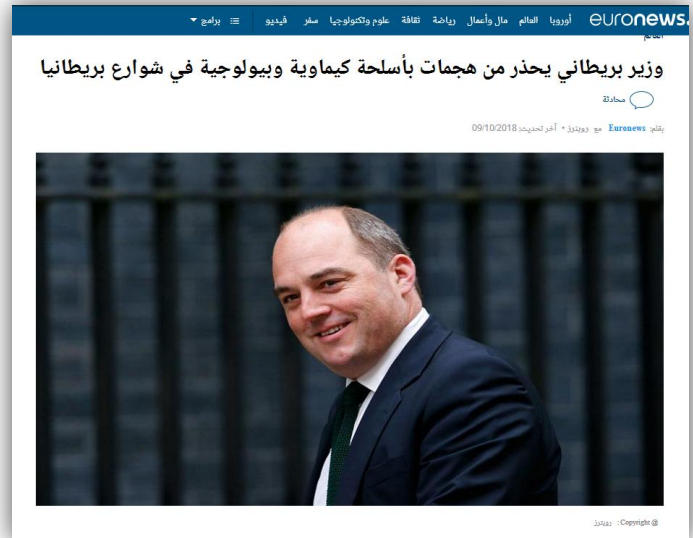 euronews. أوروبا العالم مال وأعمال رياضة ثقافة علوم وتكنولوجيا سفر فيديو برامج
العالم
وزير بريطاني يحذر من هجمات بأسلحة كيماوية وبيولوجية في شوارع بريطانيا
محادثة
بقلم: Euronews مع رويترز • آخر تحديث: 09/10/2018
@ Copyright : رويترز